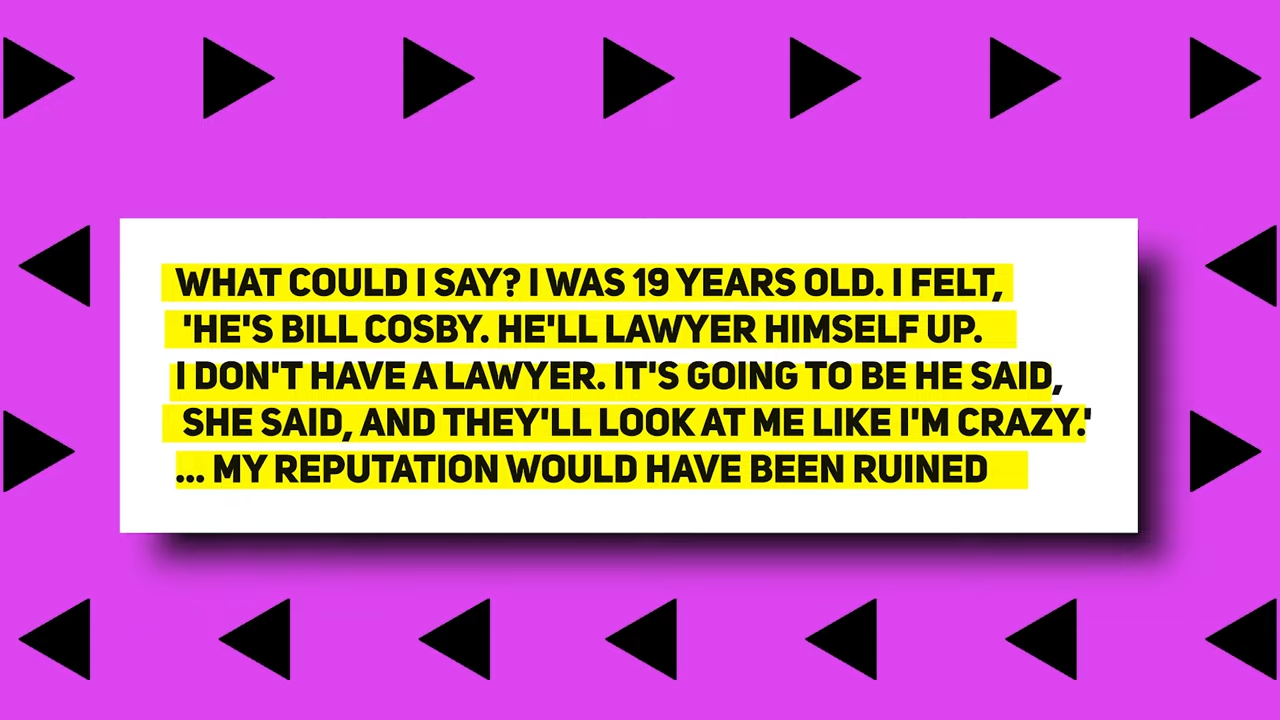 WHAT COULD I SAY? I WAS 19 YEARS OLD. I FELT,
'HE'S BILL COSBY. HE'LL LAWYER HIMSELF UP.
I DON'T HAVE A LAWYER. IT'S GOING TO BE HE SAID,
SHE SAID, AND THEY'LL LOOK AT ME LIKE I'M CRAZY.'
... MY REPUTATION WOULD HAVE BEEN RUINED